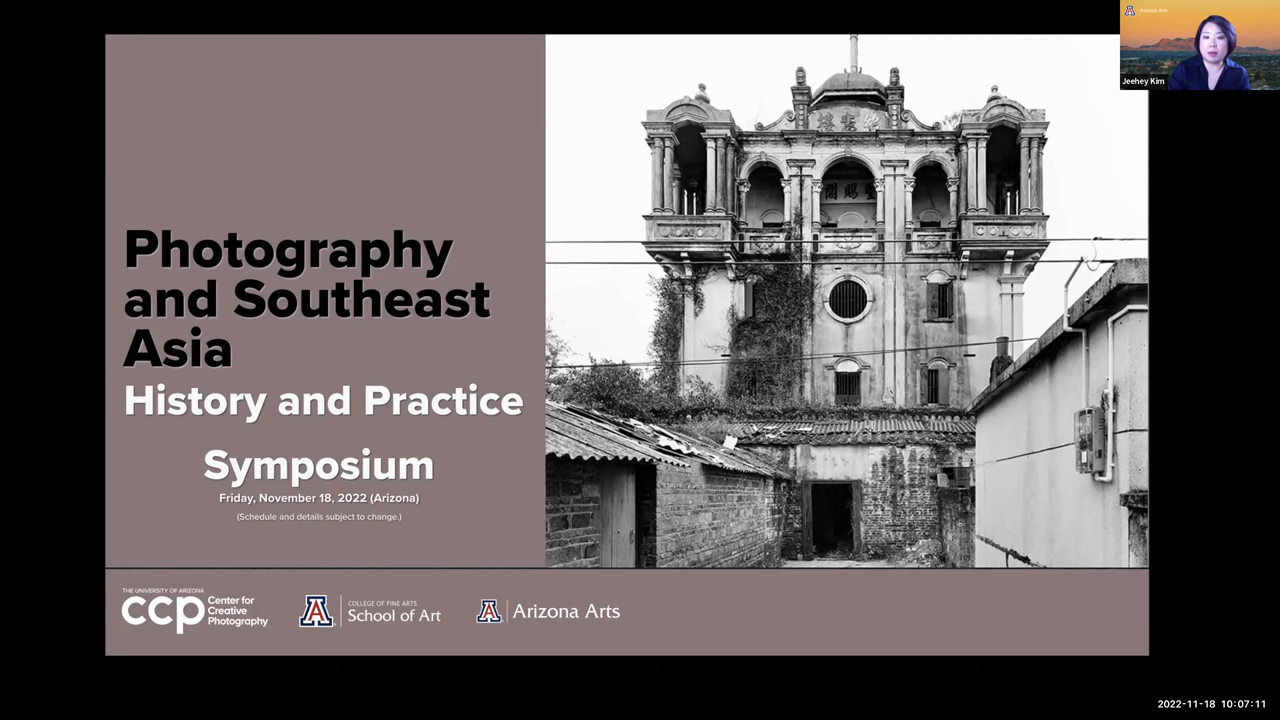 Arizona Arts
Jeehey Kim
Photography
and Southeast
Asia
History and Practice
Symposium
Friday, November 18, 2022 (Arizona)
(Schedule and details subject to change.)
THE UNIVERSITY OF ARIZONA
ccp
Center for
Creative
Photography
A
COLLEGE OF FINE ARTS
School of Art
A
Arizona Arts
2022-11-18 10:07:11